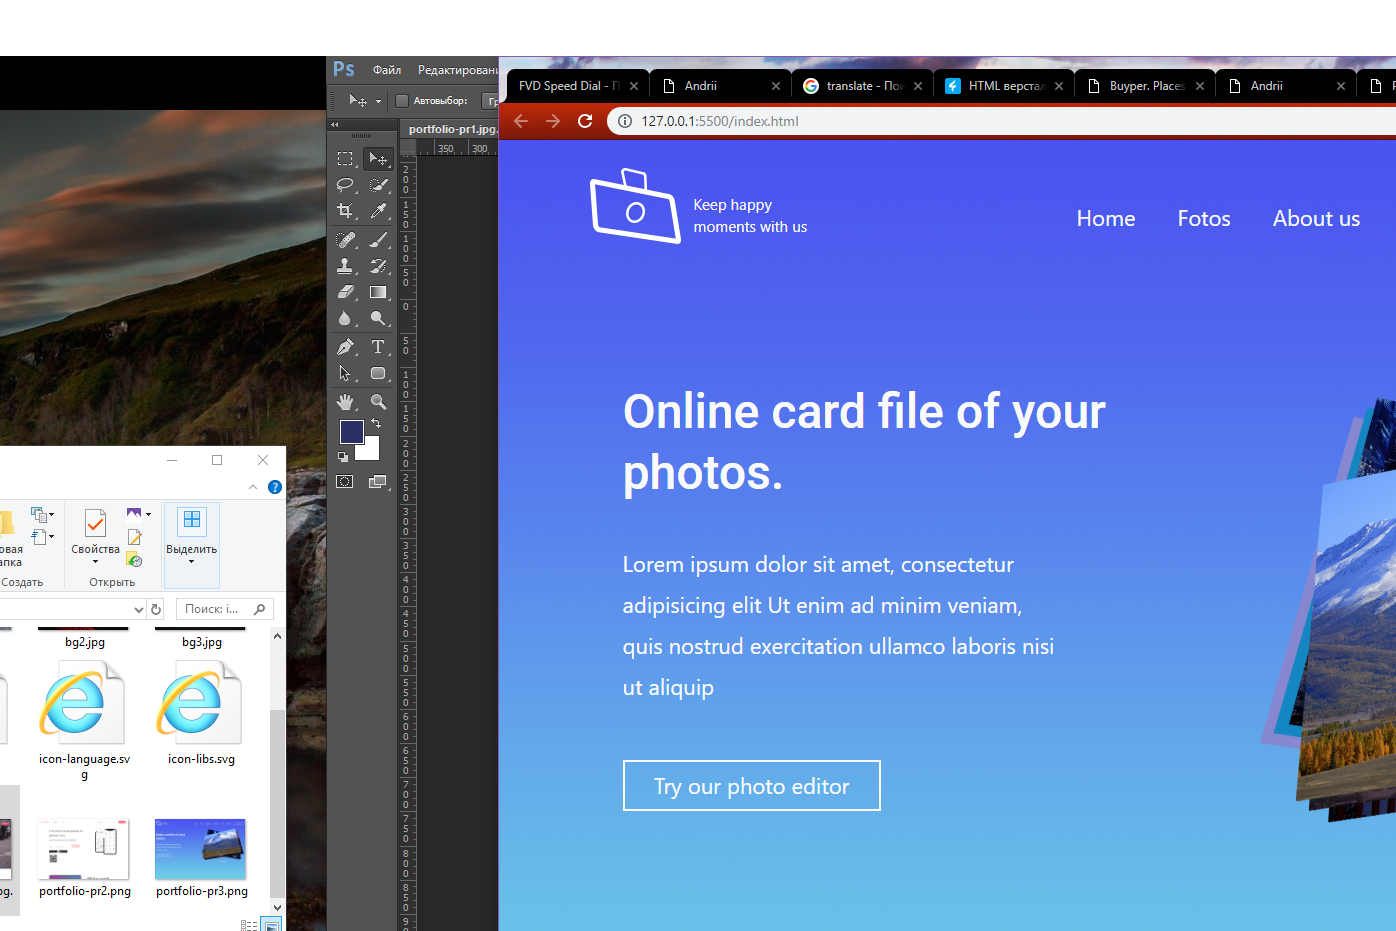 Ps
Файл
Редактировани
Автовыбор:
portfolio-pr1.jpg.
350
300
FVD Speed Dial - П
Andrii
translate - Пои
HTML верстал
Buyper. Places
Andrii
127.0.0.1:5500/index.html
Keep happy
moments with us
Home
Fotos
About us
Online card file of your
photos.
Lorem ipsum dolor sit amet, consectetur
adipisicing elit Ut enim ad minim veniam,
quis nostrud exercitation ullamco laboris nisi
ut aliquip
Try our photo editor
овая
апка
Создать
Свойства
Открыть
Выделить
Поиск: i...
bg2.jpg
bg3.jpg
icon-language.sv
g
icon-libs.svg
portfolio-pr2.png
portfolio-pr3.png